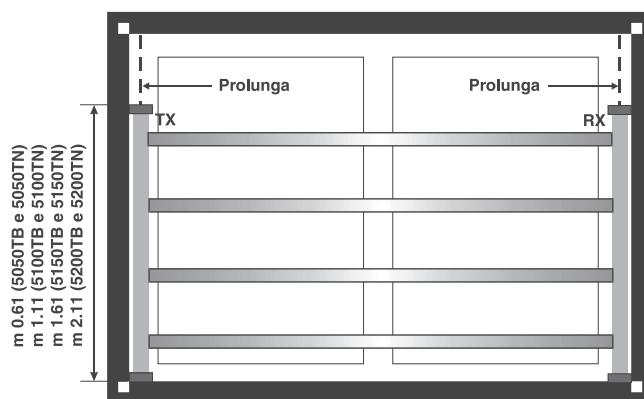 Prolunga
Prolunga
TX
RX
m 0.61 (5050TB e 5050TN)
m 1.11 (5100TB e 5100TN)
m 1.61 (5150TB e 5150TN)
m 2.11 (5200TB e 5200TN)